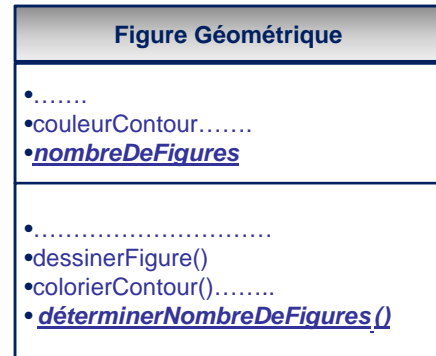 Figure Géométrique
•…….
•couleurContour…….
•nombreDeFigures
•…………………………
•dessinerFigure()
•colorierContour()……..
• déterminerNombreDeFigures()